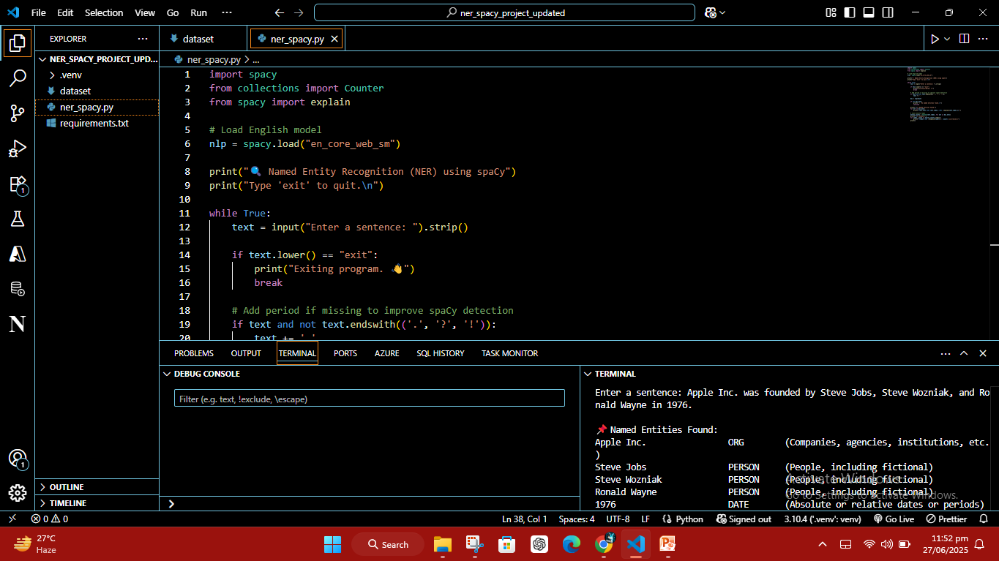 File Edit Selection View Go Run ··· ner_spacy_project_updated
EXPLORER ···
NER_SPACY_PROJECT_UPD...
.venv
dataset
ner_spacy.py
requirements.txt
OUTLINE
TIMELINE
1
1
dataset ner_spacy.py
ner_spacy.py > ...
1 import spacy
2 from collections import Counter
3 from spacy import explain
4
5 # Load English model
6 nlp = spacy.load("en_core_web_sm")
7
8 print("🔍 Named Entity Recognition (NER) using spaCy")
9 print("Type 'exit' to quit.\n")
10
11 while True:
12 text = input("Enter a sentence: ").strip()
13
14 if text.lower() == "exit":
15 print("Exiting program. 👋")
16 break
17
18 # Add period if missing to improve spaCy detection
19 if text and not text.endswith(('.', '?', '!')):
20 text += '.'
PROBLEMS OUTPUT TERMINAL PORTS AZURE SQL HISTORY TASK MONITOR ···
DEBUG CONSOLE
Filter (e.g. text, !exclude, \escape)
TERMINAL
Enter a sentence: Apple Inc. was founded by Steve Jobs, Steve Wozniak, and Ro
nald Wayne in 1976.
📌 Named Entities Found:
Apple Inc. ORG (Companies, agencies, institutions, etc.
)
Steve Jobs PERSON (People, including fictional)
Steve Wozniak PERSON (People, including fictional)
Ronald Wayne PERSON (People, including fictional)
1976 DATE (Absolute or relative dates or periods)
Activate Windows
Go to Settings to activate Windows.
0 0 Ln 38, Col 1 Spaces: 4 UTF-8 LF Python Signed out 3.10.4 ('.venv': venv) Go Live Prettier
27°C
Haze
Search
11:52 pm
27/06/2025